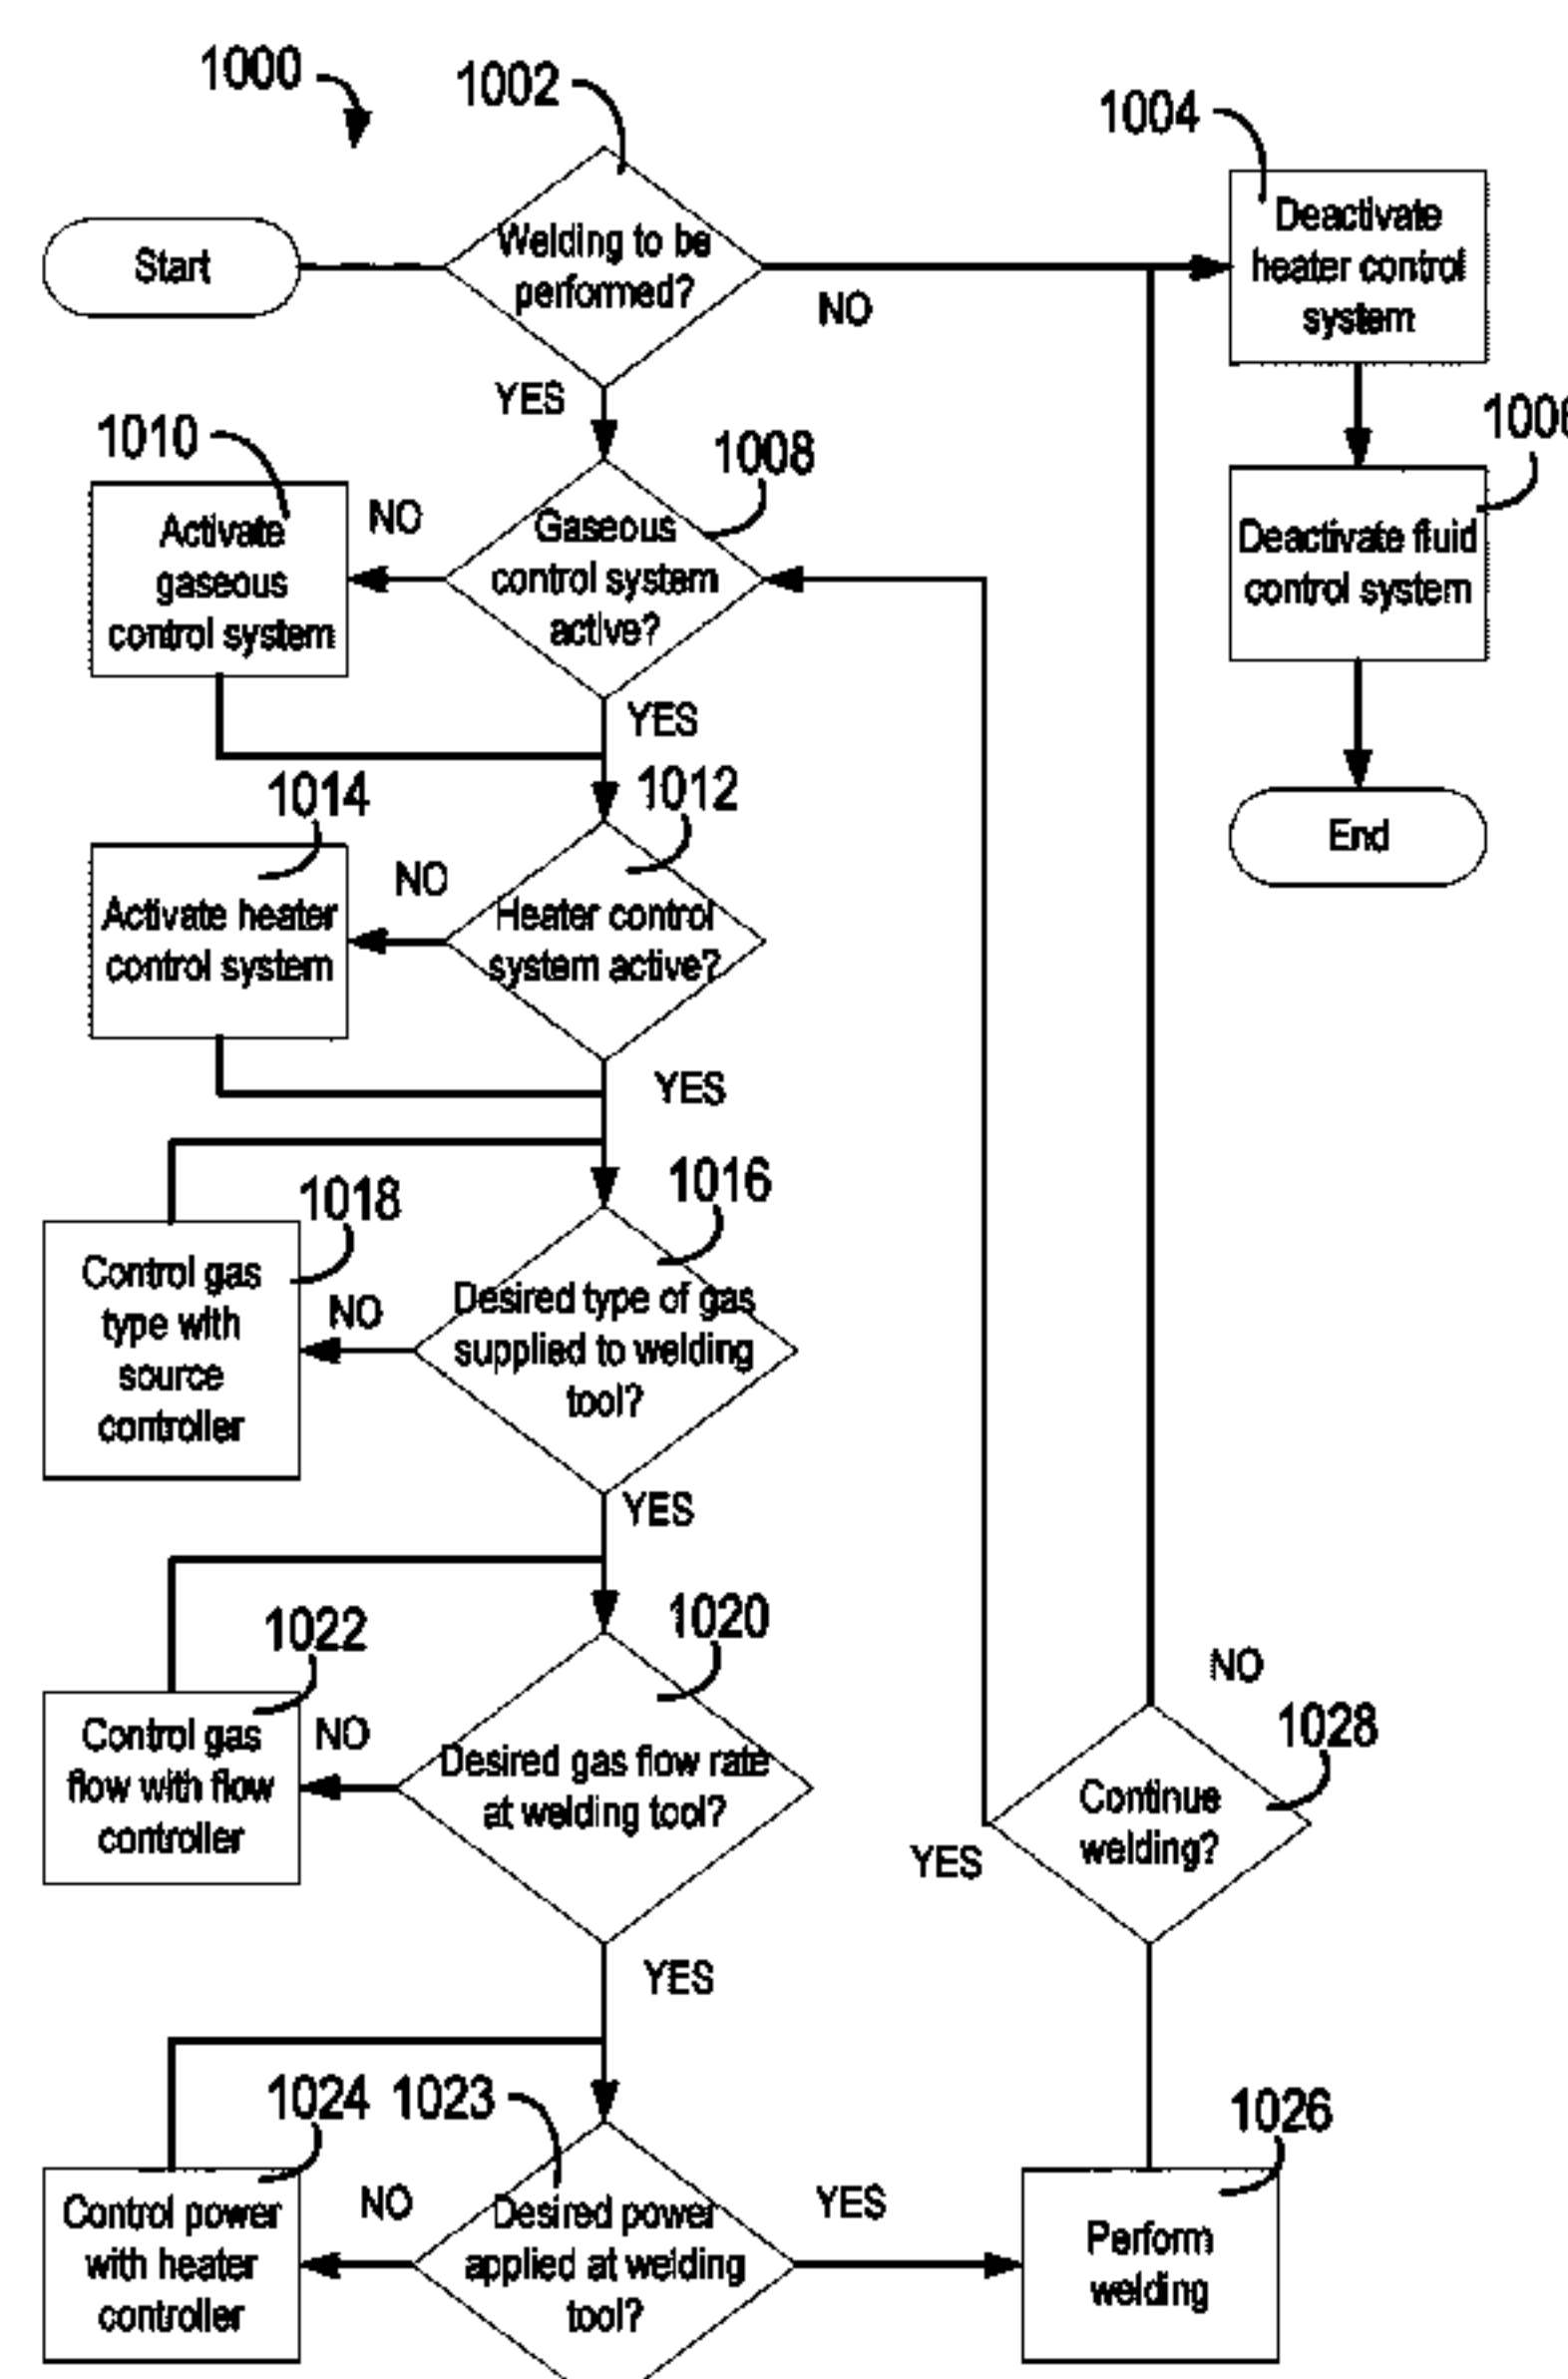 1000
1002
1004
Start
Welding to be
performed?
NO
Deactivate
heater control
system
YES
1006
1010
1008
Activate
gaseous
control system
NO
Gaseous
control system
active?
Deactivate fluid
control system
YES
1014
1012
End
Activate heater
control system
NO
Heater control
system active?
YES
1018
1016
Control gas
type with
source
controller
NO
Desired type of gas
supplied to welding
tool?
YES
1022
1020
NO
1028
Control gas
flow with flow
controller
NO
Desired gas flow rate
at welding tool?
Continue
welding?
YES
YES
1024
1023
1026
Control power
with heater
controller
NO
Desired power
applied at welding
tool?
YES
Perform
welding